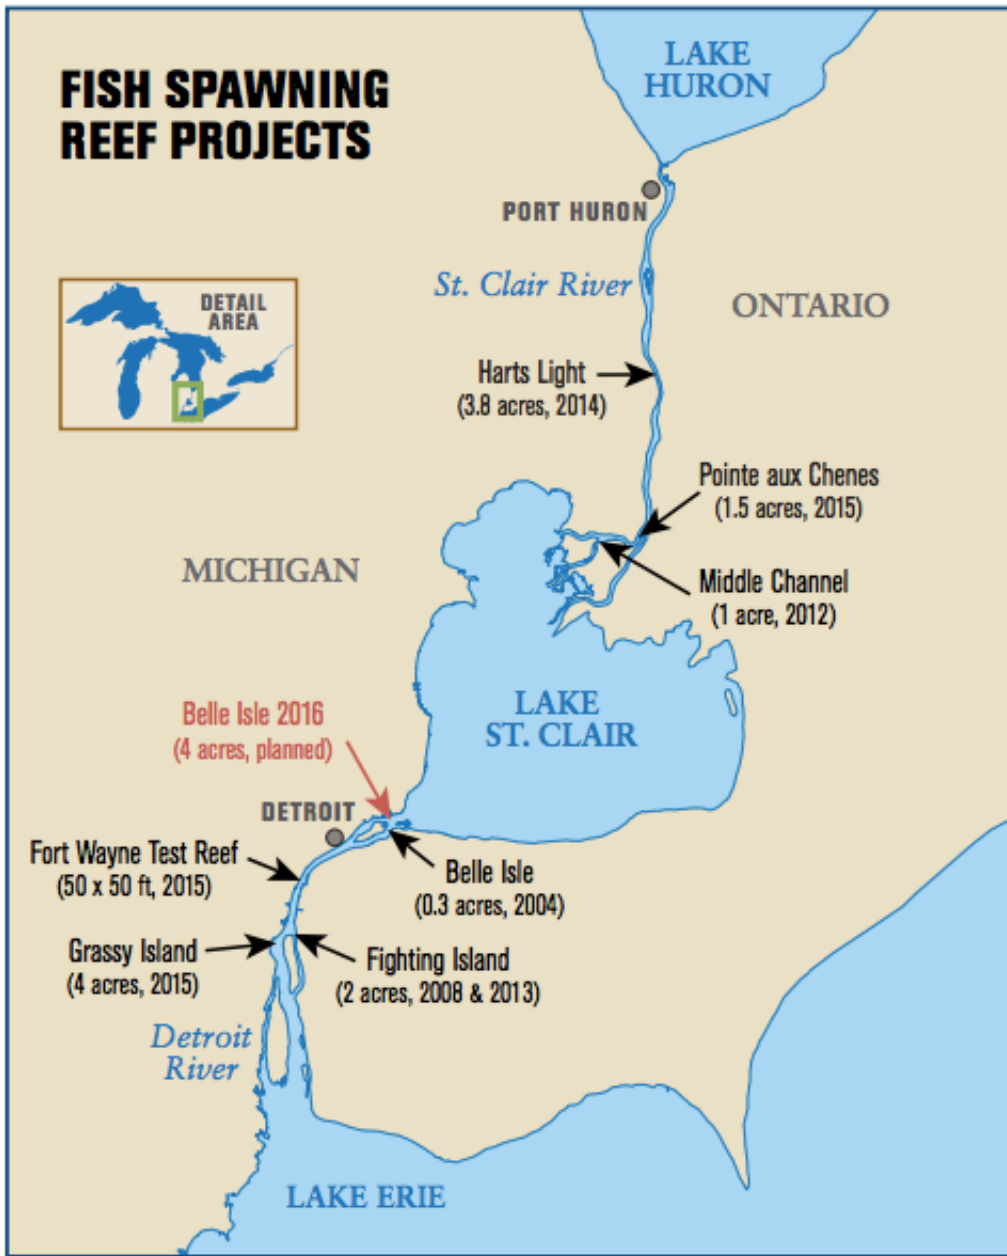 FISH SPAWNING
REEF PROJECTS
LAKE
HURON
PORT HURON
St. Clair River
DETAIL
AREA
ONTARIO
Harts Light
(3.8 acres, 2014)
Pointe aux Chenes
(1.5 acres, 2015)
MICHIGAN
Middle Channel
(1 acre, 2012)
LAKE
ST. CLAIR
Belle Isle 2016
(4 acres, planned)
DETROIT
Fort Wayne Test Reef
(50 x 50 ft, 2015)
Belle Isle
(0.3 acres, 2004)
Grassy Island
(4 acres, 2015)
Fighting Island
(2 acres, 2008 & 2013)
Detroit
River
LAKE ERIE